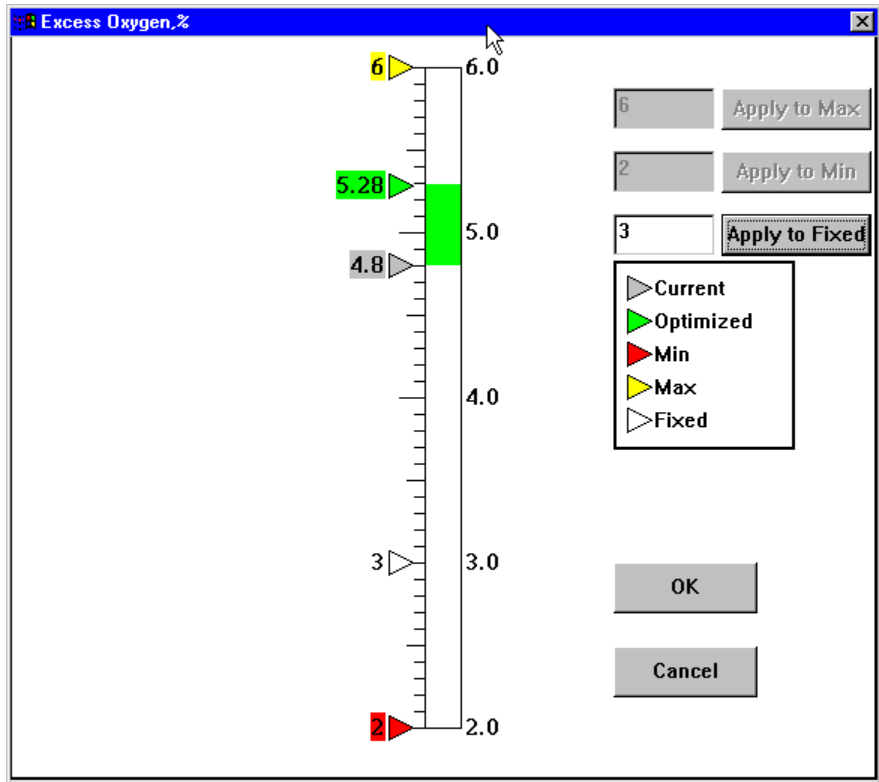 Excess Oxygen,%
6
6.0
6
Apply to Max
2
Apply to Min
5.28
5.0
3
Apply to Fixed
4.8
Current
Optimized
Min
Max
Fixed
4.0
3
3.0
OK
Cancel
2
2.0